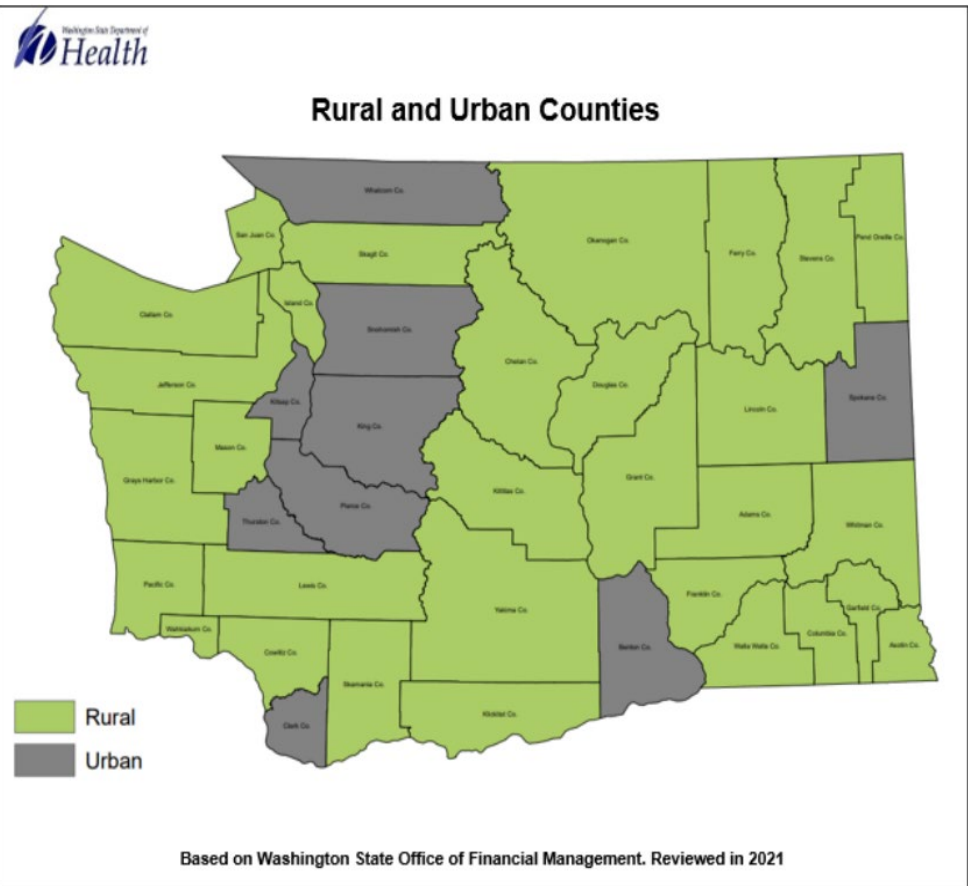 Washington State Department of
Health
Rural and Urban Counties
Whatcom Co.
San Juan Co.
Skagit Co.
Okanogan Co.
Ferry Co.
Stevens Co.
Pend Oreille Co.
Clallam Co.
Island Co.
Snohomish Co.
Chelan Co.
Douglas Co.
Jefferson Co.
Kitsap Co.
King Co.
Lincoln Co.
Spokane Co.
Mason Co.
Grays Harbor Co.
Kittitas Co.
Grant Co.
Pierce Co.
Thurston Co.
Adams Co.
Whitman Co.
Pacific Co.
Lewis Co.
Yakima Co.
Franklin Co.
Garfield Co.
Wahkiakum Co.
Cowlitz Co.
Benton Co.
Walla Walla Co.
Columbia Co.
Asotin Co.
Skamania Co.
Clark Co.
Klickitat Co.
Rural
Urban
Based on Washington State Office of Financial Management. Reviewed in 2021